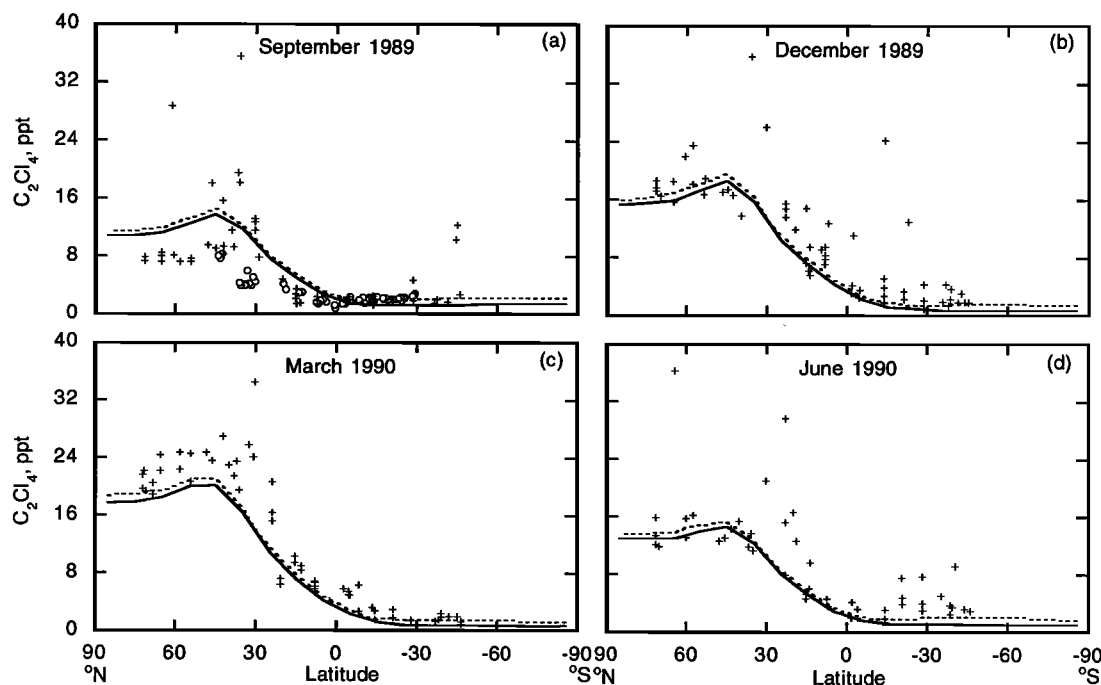 40
32
24
16
8
0
C₂Cl₄, ppt
September 1989
(a)
December 1989
(b)
40
32
24
16
8
0
C₂Cl₄, ppt
March 1990
(c)
June 1990
(d)
90 60 30 0 -30 -60 -90
°N Latitude °S
90 60 30 0 -30 -60 -90
°N Latitude °S